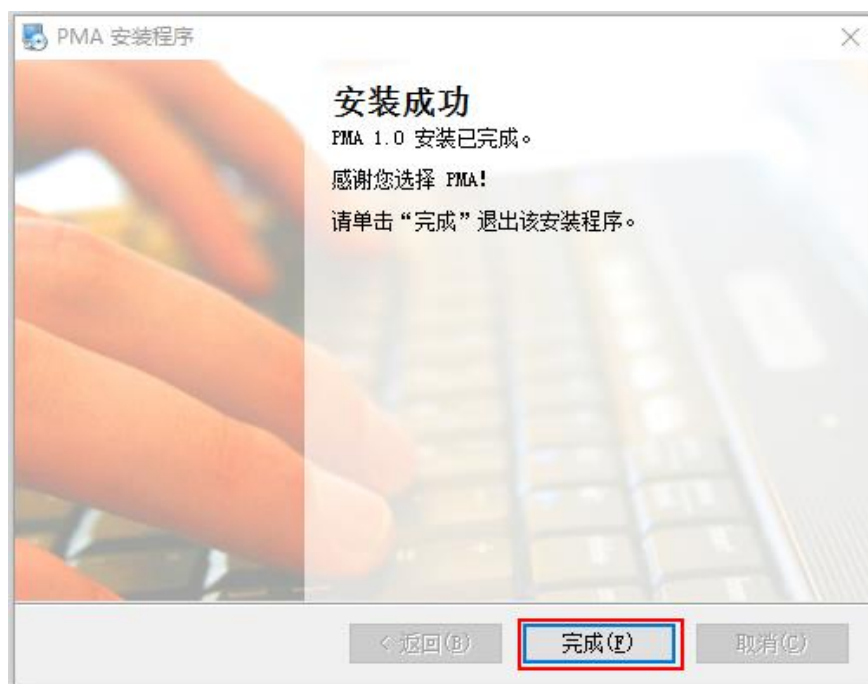 PMA 安装程序
安装成功
PMA 1.0 安装已完成。
感谢您选择 PMA!
请单击“完成”退出该安装程序。
< 返回(B)
完成(F)
取消(C)